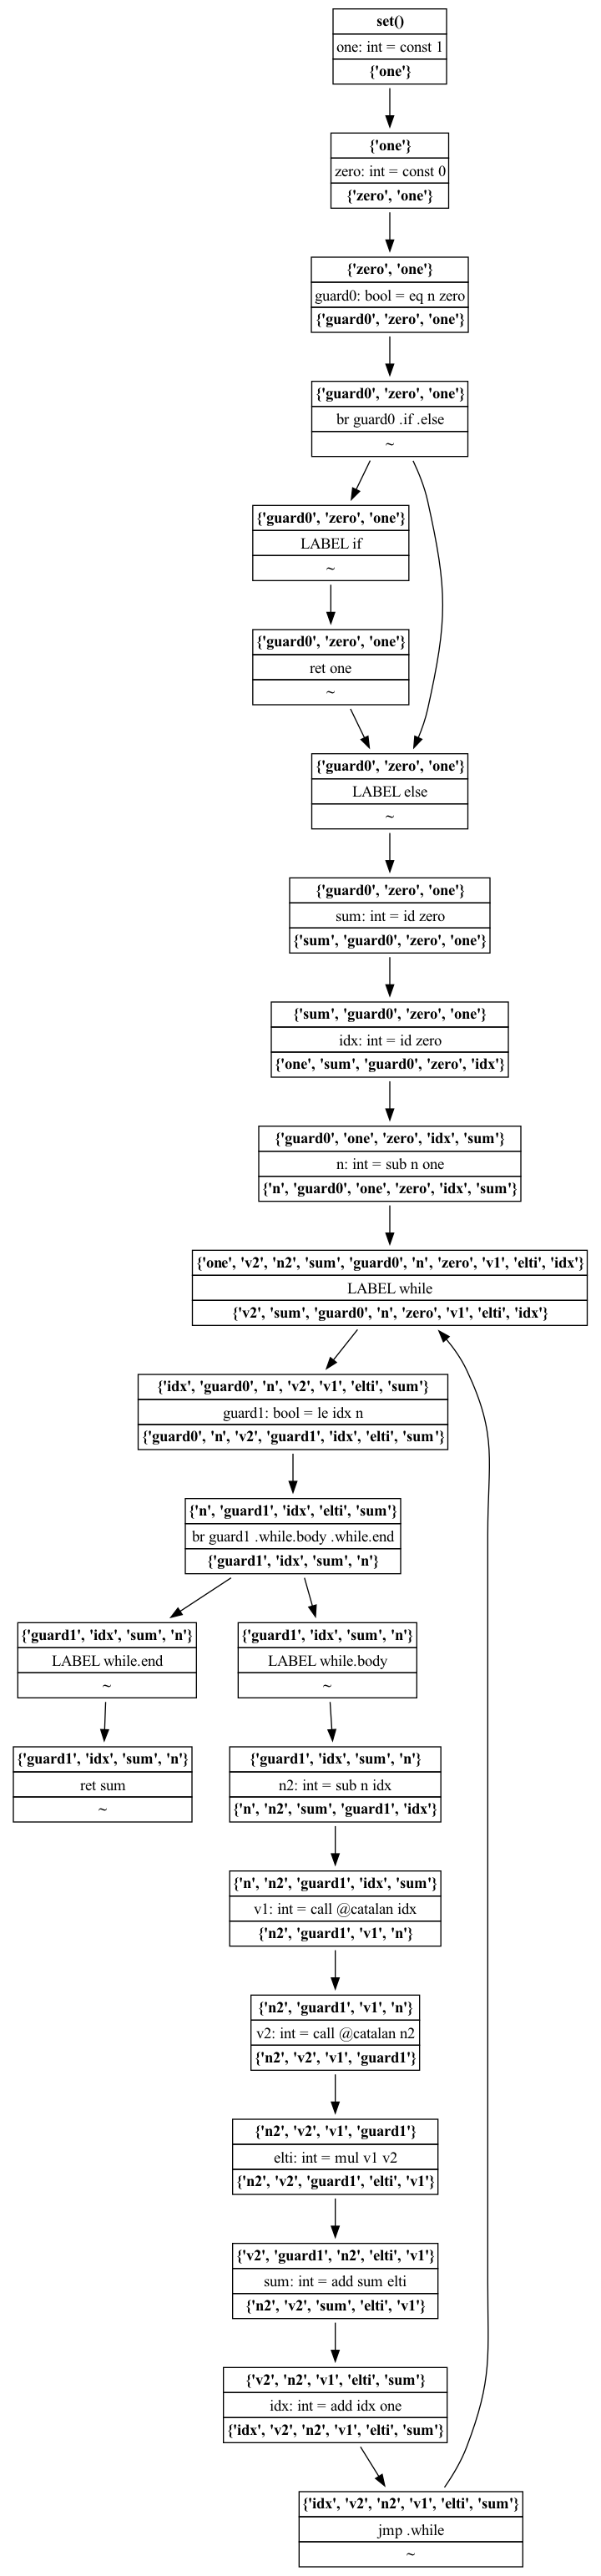 set()
one: int = const 1
{'one'}
{'one'}
zero: int = const 0
{'zero', 'one'}
{'zero', 'one'}
guard0: bool = eq n zero
{'guard0', 'zero', 'one'}
{'guard0', 'zero', 'one'}
br guard0 .if .else
~
{'guard0', 'zero', 'one'}
LABEL if
~
{'guard0', 'zero', 'one'}
ret one
~
{'guard0', 'zero', 'one'}
LABEL else
~
{'guard0', 'zero', 'one'}
sum: int = id zero
{'sum', 'guard0', 'zero', 'one'}
{'sum', 'guard0', 'zero', 'one'}
idx: int = id zero
{'one', 'sum', 'guard0', 'zero', 'idx'}
{'guard0', 'one', 'zero', 'idx', 'sum'}
n: int = sub n one
{'n', 'guard0', 'one', 'zero', 'idx', 'sum'}
{'one', 'v2', 'n2', 'sum', 'guard0', 'n', 'zero', 'v1', 'elti', 'idx'}
LABEL while
{'v2', 'sum', 'guard0', 'n', 'zero', 'v1', 'elti', 'idx'}
{'idx', 'guard0', 'n', 'v2', 'v1', 'elti', 'sum'}
guard1: bool = le idx n
{'guard0', 'n', 'v2', 'guard1', 'idx', 'elti', 'sum'}
{'n', 'guard1', 'idx', 'elti', 'sum'}
br guard1 .while.body .while.end
{'guard1', 'idx', 'sum', 'n'}
{'guard1', 'idx', 'sum', 'n'}
LABEL while.end
~
{'guard1', 'idx', 'sum', 'n'}
LABEL while.body
~
{'guard1', 'idx', 'sum', 'n'}
ret sum
~
{'guard1', 'idx', 'sum', 'n'}
n2: int = sub n idx
{'n', 'n2', 'sum', 'guard1', 'idx'}
{'n', 'n2', 'guard1', 'idx', 'sum'}
v1: int = call @catalan idx
{'n2', 'guard1', 'v1', 'n'}
{'n2', 'guard1', 'v1', 'n'}
v2: int = call @catalan n2
{'n2', 'v2', 'v1', 'guard1'}
{'n2', 'v2', 'v1', 'guard1'}
elti: int = mul v1 v2
{'n2', 'v2', 'guard1', 'elti', 'v1'}
{'v2', 'guard1', 'n2', 'elti', 'v1'}
sum: int = add sum elti
{'n2', 'v2', 'sum', 'elti', 'v1'}
{'v2', 'n2', 'v1', 'elti', 'sum'}
idx: int = add idx one
{'idx', 'v2', 'n2', 'v1', 'elti', 'sum'}
{'idx', 'v2', 'n2', 'v1', 'elti', 'sum'}
jmp .while
~